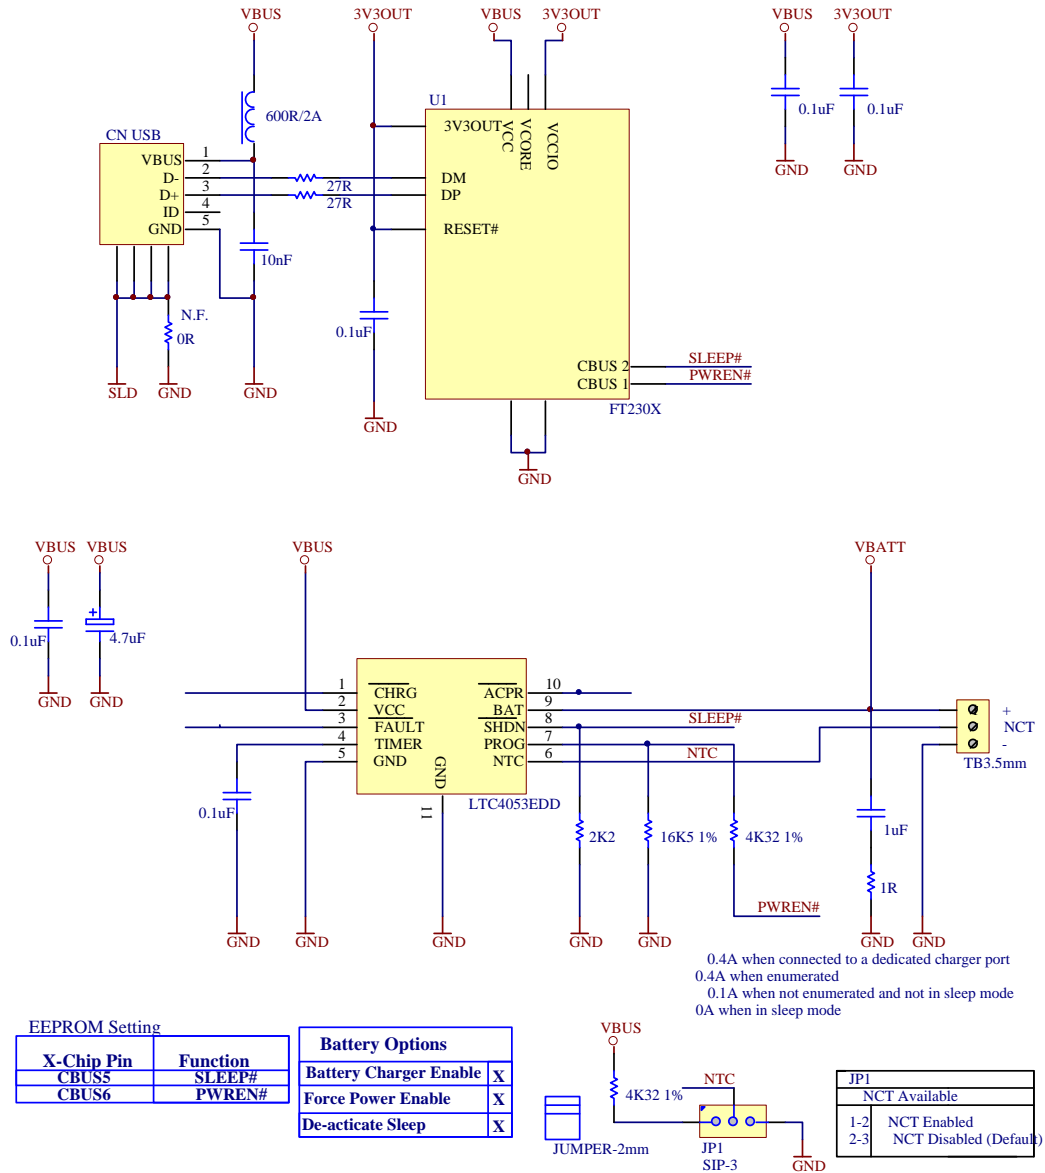 VBUS
3V3OUT
VBUS
3V3OUT
VBUS
3V3OUT
600R/2A
U1
0.1uF
0.1uF
CN USB
3V3OUT
VCC
VCORE
VCCIO
VBUS
1
D-
2
D+
3
ID
4
GND
5
27R
27R
DM
DP
RESET#
GND
GND
10nF
N.F.
0R
0.1uF
CBUS 2
SLEEP#
CBUS 1
PWREN#
SLD
GND
GND
GND
FT230X
GND
VBUS
VBUS
VBUS
VBATT
0.1uF
+
4.7uF
GND
GND
1
CHRG
2
VCC
3
FAULT
4
TIMER
5
GND
GND
11
ACPR
10
BAT
9
SHDN
8
SLEEP#
PROG
7
NTC
6
NTC
+
NCT
-
TB3.5mm
0.1uF
LTC4053EDD
2K2
16K5 1%
4K32 1%
1uF
1R
PWREN#
GND
GND
GND
GND
GND
GND
GND
0.4A when connected to a dedicated charger port
0.4A when enumerated
0.1A when not enumerated and not in sleep mode
0A when in sleep mode
EEPROM Setting
X-Chip Pin Function
CBUS5 SLEEP#
CBUS6 PWREN#
Battery Options
Battery Charger Enable X
Force Power Enable X
De-acticate Sleep X
VBUS
4K32 1%
NTC
JUMPER-2mm
JP1
SIP-3
GND
JP1
NCT Available
1-2 NCT Enabled
2-3 NCT Disabled (Default)